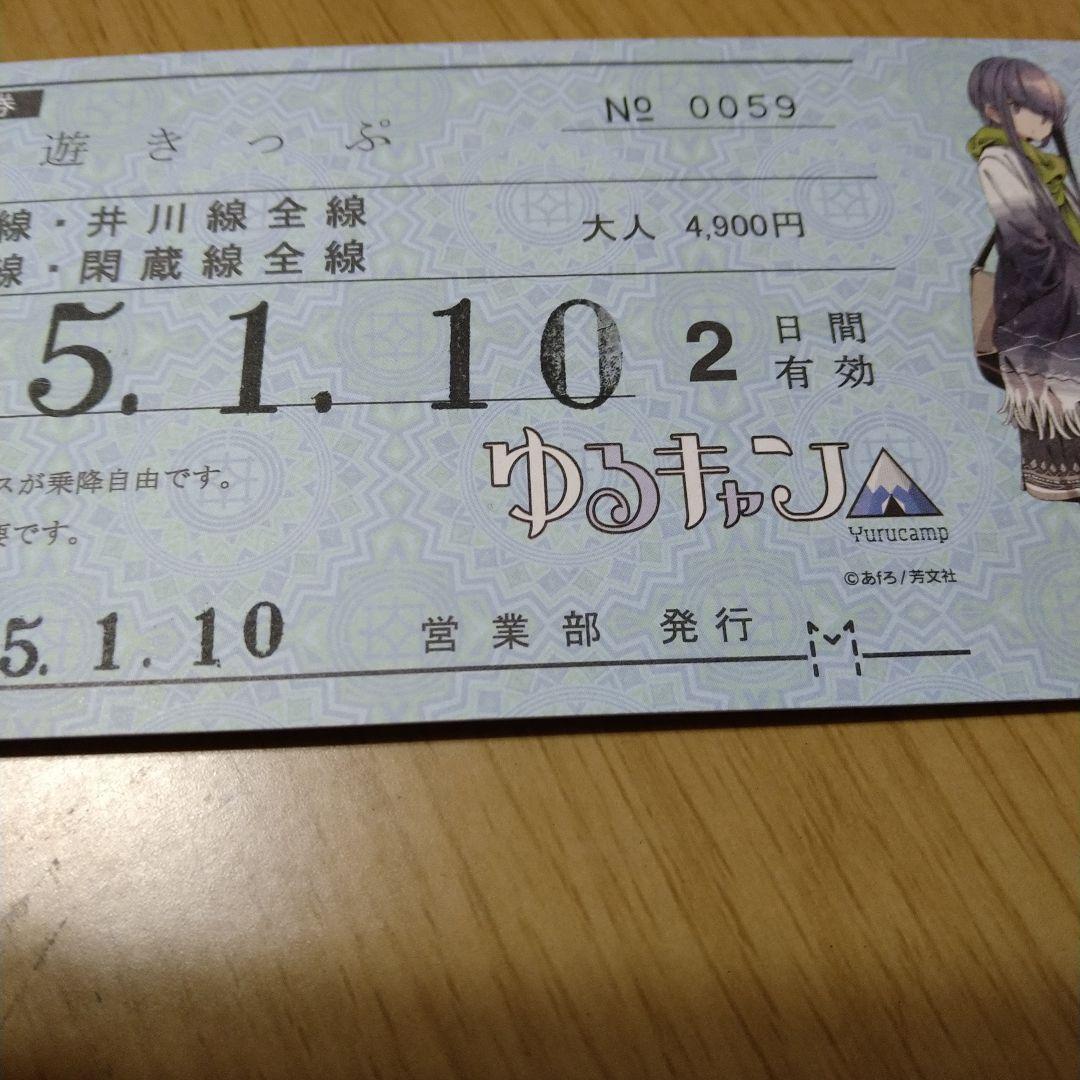 券
遊きっぷ
№ 0059
線・井川線全線
線・閑蔵線全線
大人 4,900円
5.1.10
2日間有効
スが乗降自由です。
要です。
ゆるキャン
Yurucamp
©あfろ/芳文社
5.1.10
営業部 発行